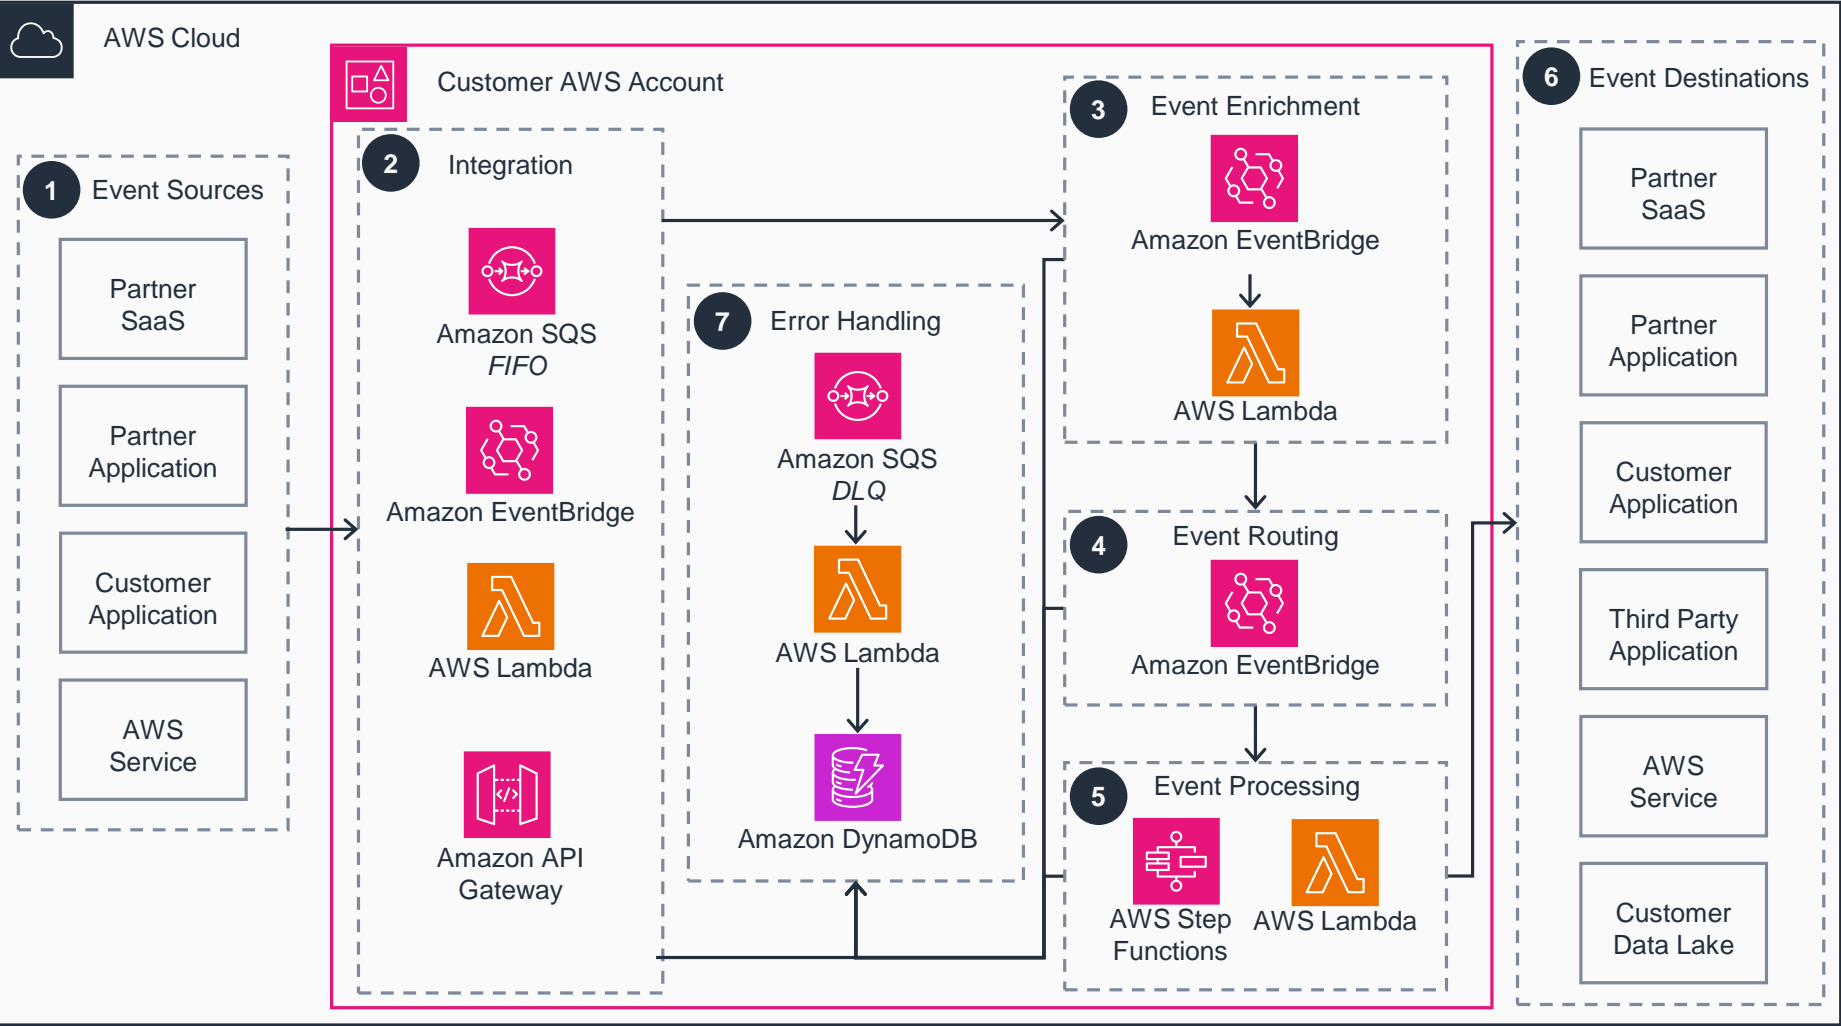 AWS Cloud
Customer AWS Account
1
Event Sources
Partner
SaaS
Partner
Application
Customer
Application
AWS
Service
2
Integration
Amazon SQS
FIFO
Amazon EventBridge
AWS Lambda
Amazon API
Gateway
7
Error Handling
Amazon SQS
DLQ
AWS Lambda
Amazon DynamoDB
3
Event Enrichment
Amazon EventBridge
AWS Lambda
4
Event Routing
Amazon EventBridge
5
Event Processing
AWS Step
Functions
AWS Lambda
6
Event Destinations
Partner
SaaS
Partner
Application
Customer
Application
Third Party
Application
AWS
Service
Customer
Data Lake